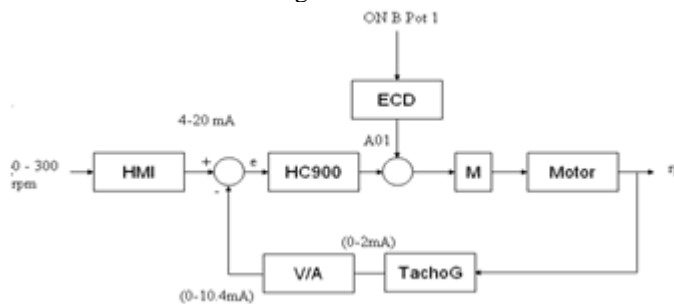 ON B Pot 1
ECD
4-20 mA
A01
0 - 300
rpm
HMI
+
e
HC900
M
Motor
-
(0-2mA)
V/A
TachoG
(0-10.4mA)